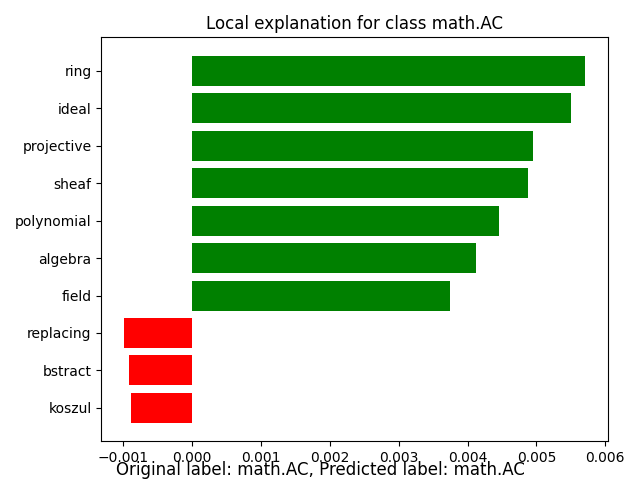 Local explanation for class math.AC
ring
ideal
projective
sheaf
polynomial
algebra
field
replacing
bstract
koszul
−0.001 0.000 0.001 0.002 0.003 0.004 0.005 0.006
Original label: math.AC, Predicted label: math.AC